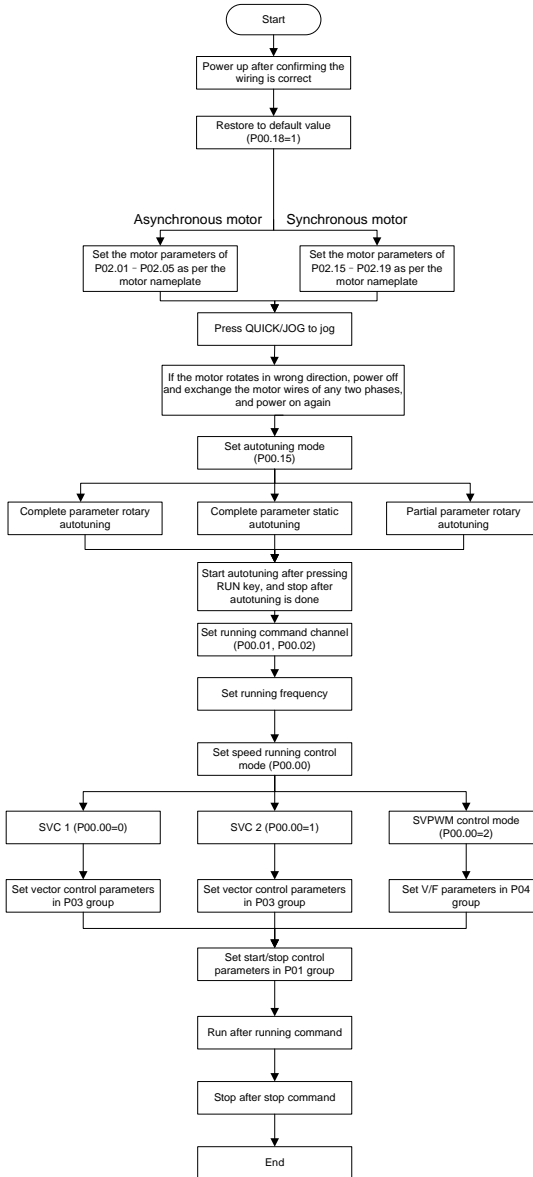 Start
Power up after confirming the
wiring is correct
Restore to default value
(P00.18=1)
Asynchronous motor
Synchronous motor
Set the motor parameters of
P02.01–P02.05 as per the
motor nameplate
Set the motor parameters of
P02.15–P02.19 as per the
motor nameplate
Press QUICK/JOG to jog
If the motor rotates in wrong direction, power off
and exchange the motor wires of any two phases,
and power on again
Set autotuning mode
(P00.15)
Complete parameter rotary
autotuning
Complete parameter static
autotuning
Partial parameter rotary
autotuning
Start autotuning after pressing
RUN key, and stop after
autotuning is done
Set running command channel
(P00.01, P00.02)
Set running frequency
Set speed running control
mode (P00.00)
SVC 1 (P00.00=0)
SVC 2 (P00.00=1)
SVPWM control mode
(P00.00=2)
Set vector control parameters
in P03 group
Set vector control parameters
in P03 group
Set V/F parameters in P04
group
Set start/stop control
parameters in P01 group
Run after running command
Stop after stop command
End